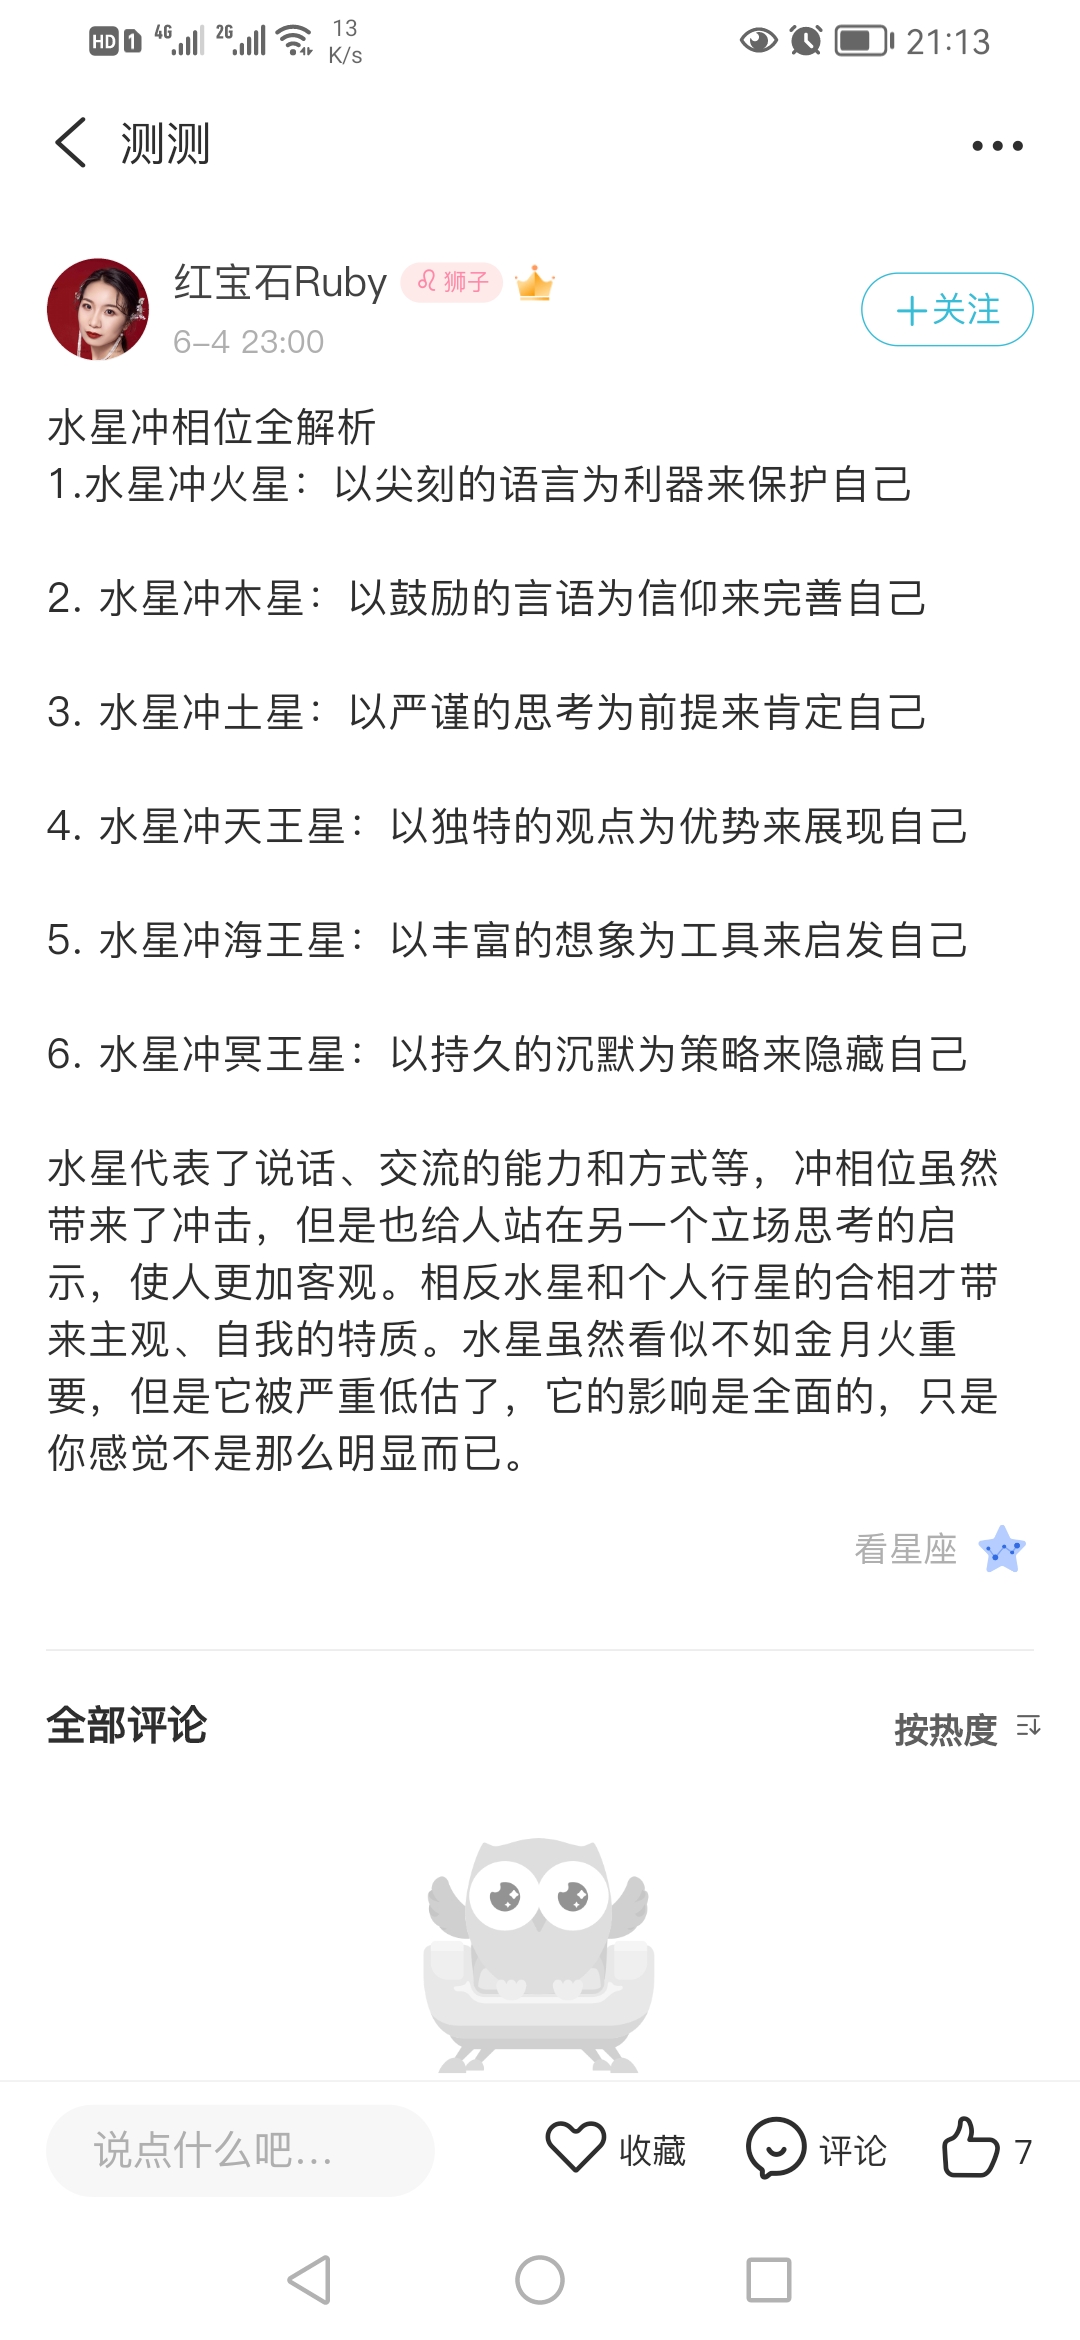 HD 1 4G 2G 13 K/s 21:13
测测
红宝石Ruby 狮子
6-4 23:00
+关注
水星冲相位全解析
1.水星冲火星：以尖刻的语言为利器来保护自己
2. 水星冲木星：以鼓励的言语为信仰来完善自己
3. 水星冲土星：以严谨的思考为前提来肯定自己
4. 水星冲天王星：以独特的观点为优势来展现自己
5. 水星冲海王星：以丰富的想象为工具来启发自己
6. 水星冲冥王星：以持久的沉默为策略来隐藏自己
水星代表了说话、交流的能力和方式等，冲相位虽然
带来了冲击，但是也给人站在另一个立场思考的启
示，使人更加客观。相反水星和个人行星的合相才带
来主观、自我的特质。水星虽然看似不如金月火重
要，但是它被严重低估了，它的影响是全面的，只是
你感觉不是那么明显而已。
看星座
全部评论
按热度
说点什么吧...
收藏
评论
7